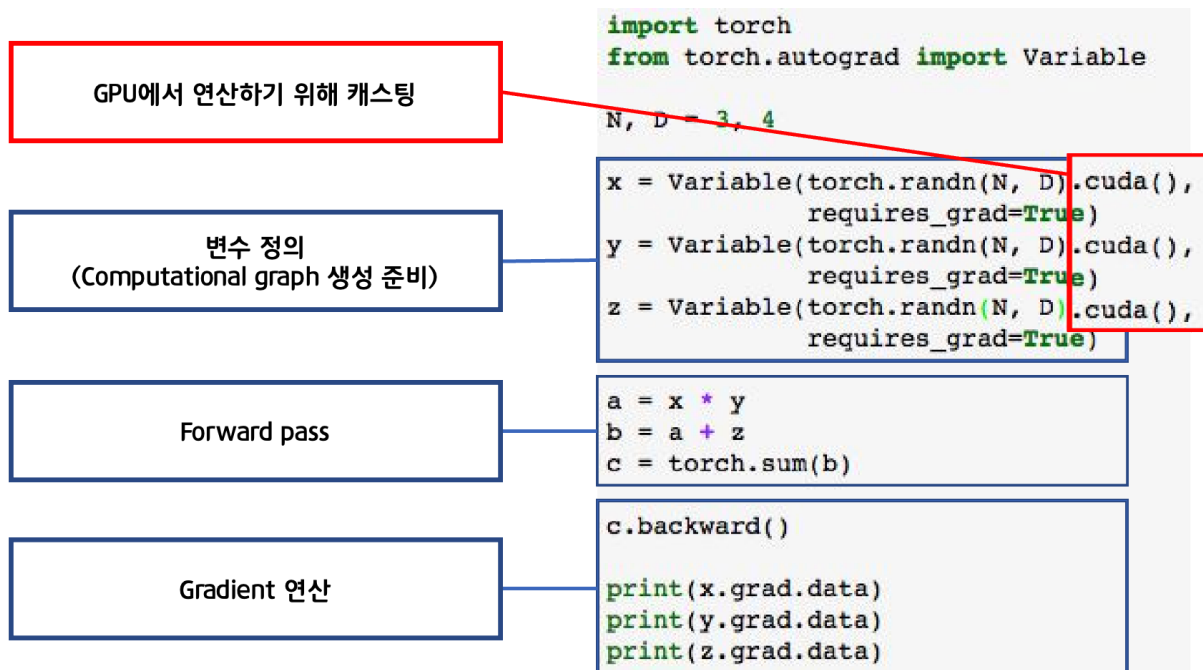 GPU에서 연산하기 위해 캐스팅
변수 정의
(Computational graph 생성 준비)
Forward pass
Gradient 연산
import torch
from torch.autograd import Variable
N, D = 3, 4
x = Variable(torch.randn(N, D).cuda(),
requires_grad=True)
y = Variable(torch.randn(N, D).cuda(),
requires_grad=True)
z = Variable(torch.randn(N, D).cuda(),
requires_grad=True)
a = x * y
b = a + z
c = torch.sum(b)
c.backward()
print(x.grad.data)
print(y.grad.data)
print(z.grad.data)